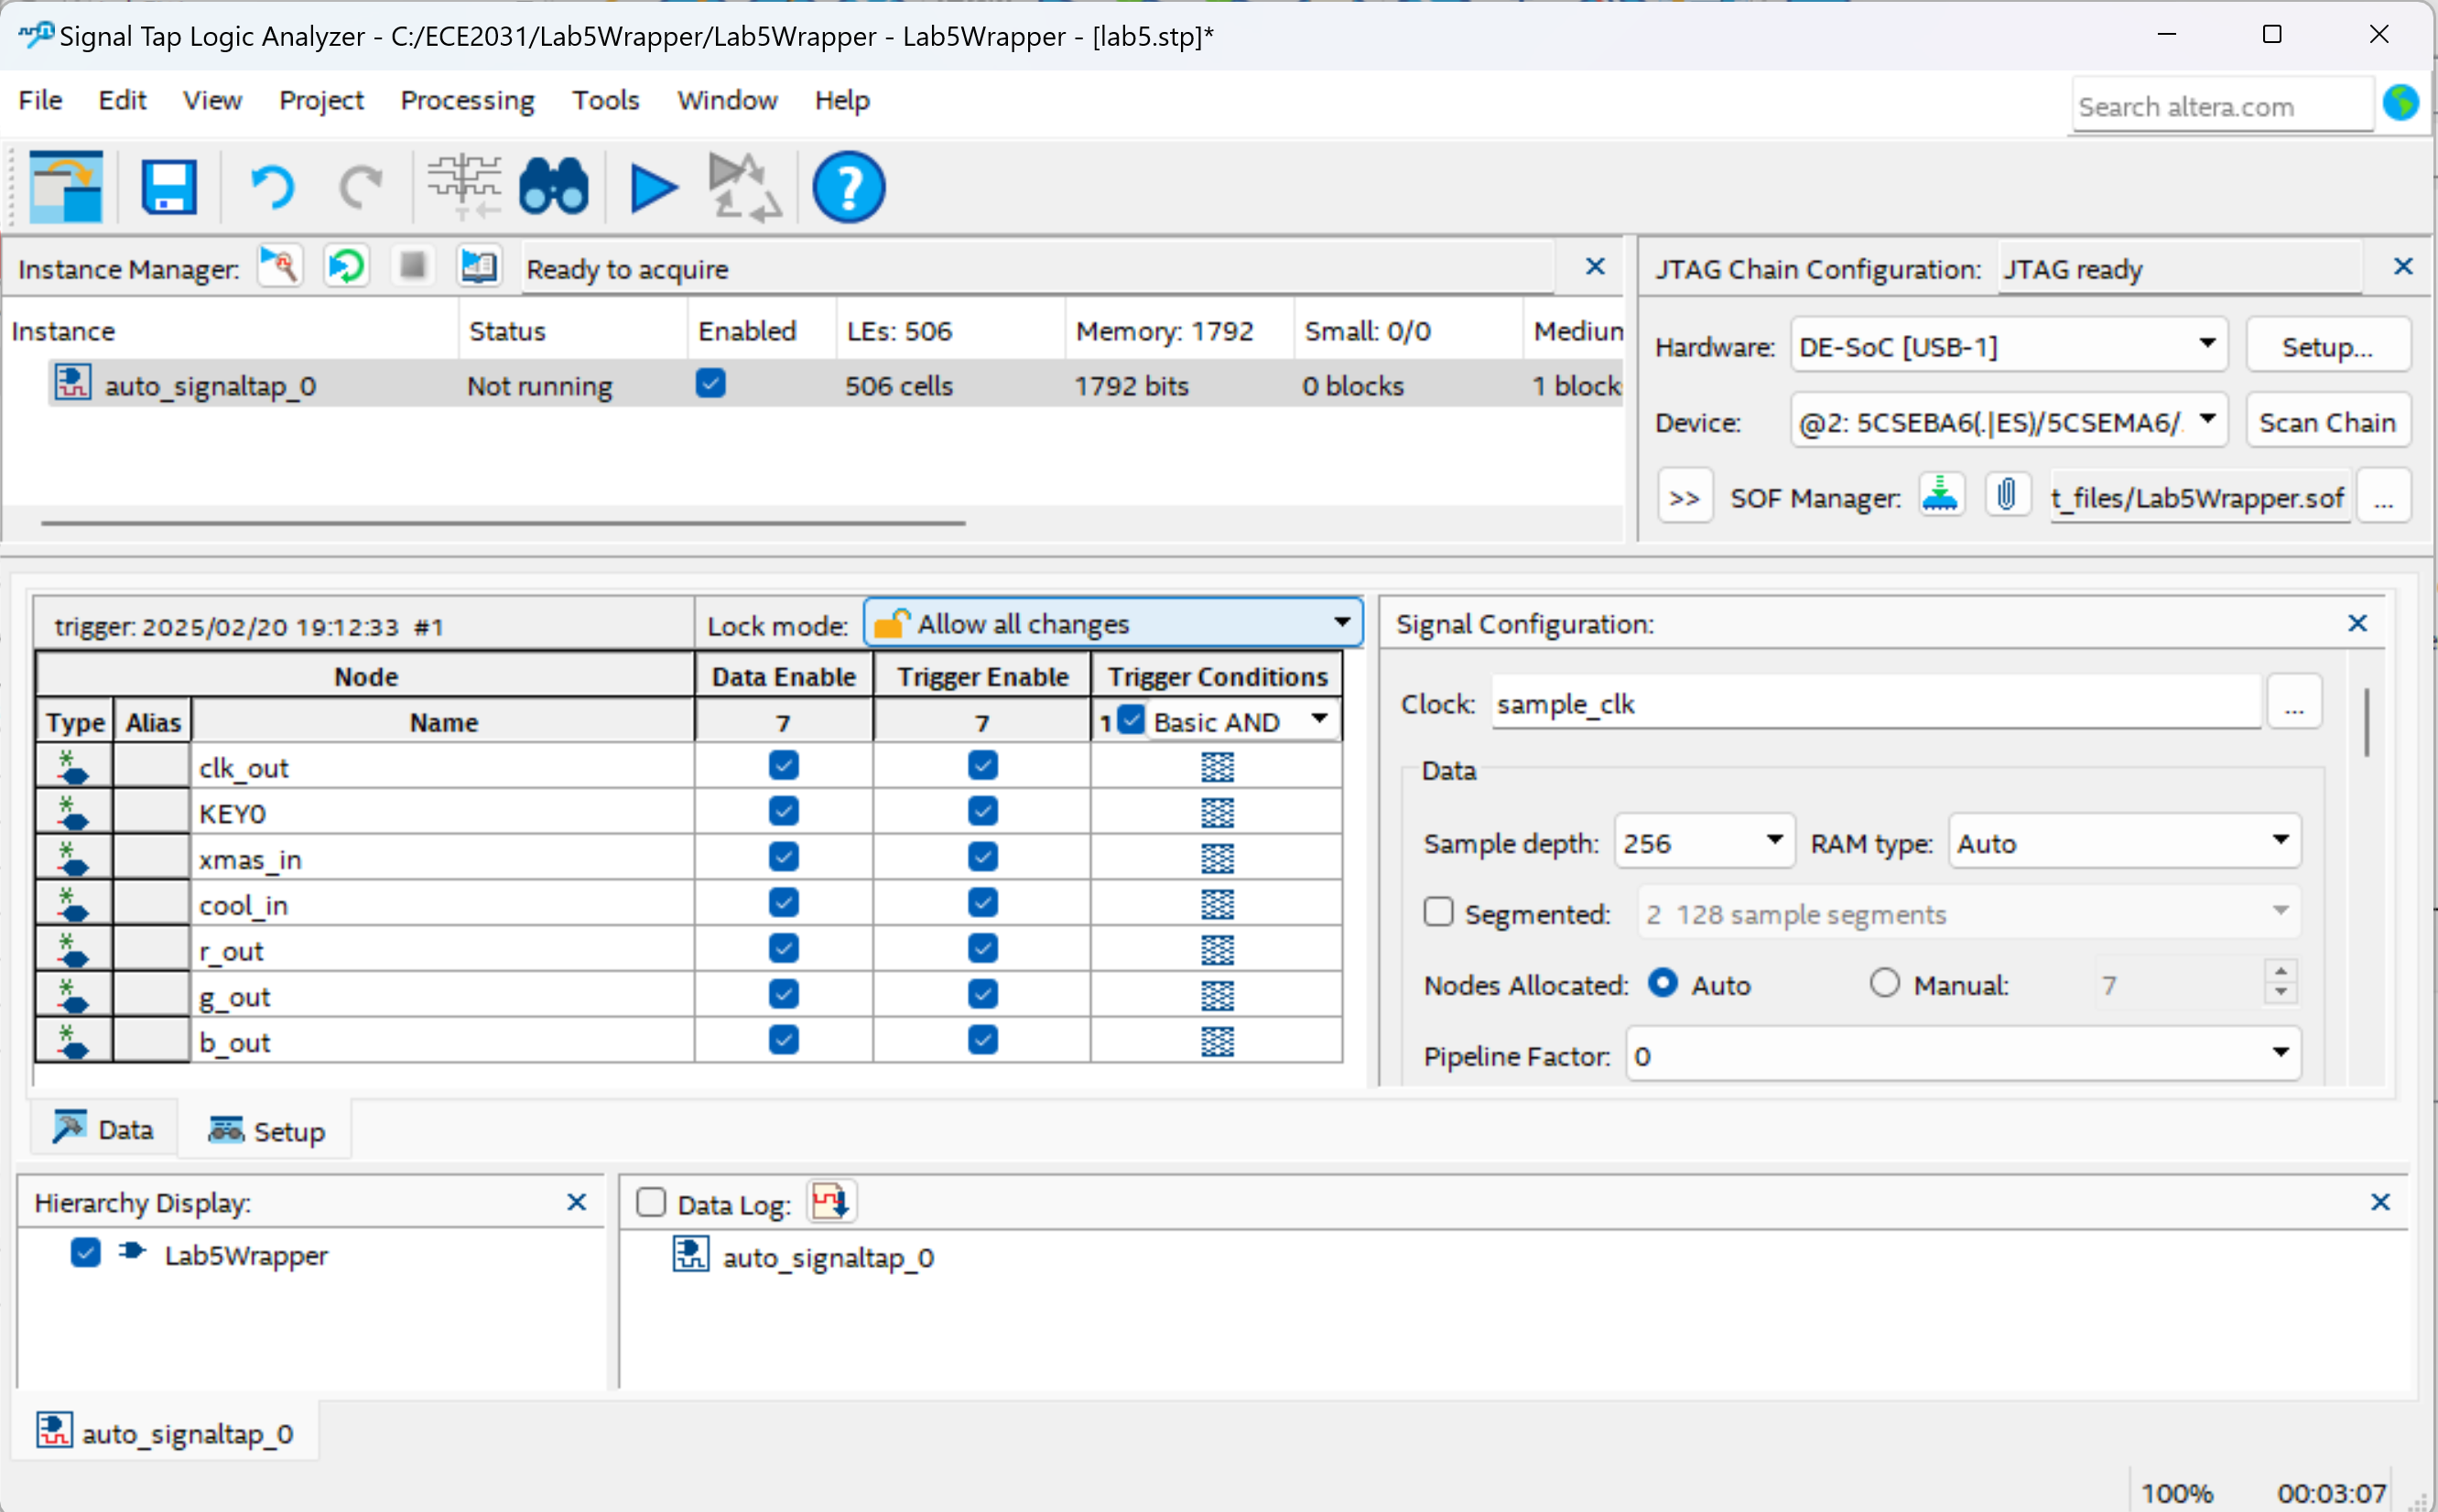 Signal Tap Logic Analyzer - C:/ECE2031/Lab5Wrapper/Lab5Wrapper - Lab5Wrapper - [lab5.stp]*
File Edit View Project Processing Tools Window Help
Search altera.com
Instance Manager: Ready to acquire
JTAG Chain Configuration: JTAG ready
Instance Status Enabled LEs: 506 Memory: 1792 Small: 0/0 Medium
auto_signaltap_0 Not running 506 cells 1792 bits 0 blocks 1 block
Hardware: DE-SoC [USB-1] Setup...
Device: @2: 5CSEBA6(.|ES)/5CSEMA6/. Scan Chain
>> SOF Manager: t_files/Lab5Wrapper.sof ...
trigger: 2025/02/20 19:12:33 #1 Lock mode: Allow all changes
Node Data Enable Trigger Enable Trigger Conditions
Type Alias Name 7 7 1 Basic AND
clk_out
KEY0
xmas_in
cool_in
r_out
g_out
b_out
Signal Configuration:
Clock: sample_clk ...
Data
Sample depth: 256 RAM type: Auto
Segmented: 2 128 sample segments
Nodes Allocated: Auto Manual: 7
Pipeline Factor: 0
Data Setup
Hierarchy Display:
Lab5Wrapper
Data Log:
auto_signaltap_0
auto_signaltap_0
100% 00:03:07